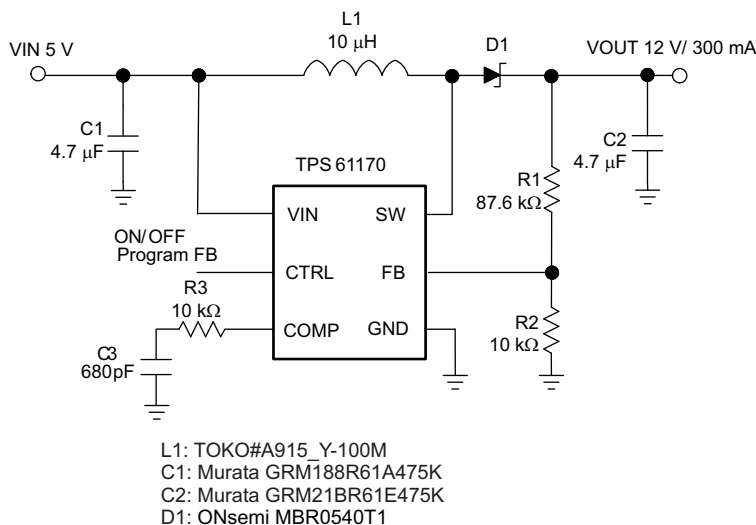 L1
10 μH
VIN 5 V
D1
VOUT 12 V/ 300 mA
C1
4.7 μF
C2
4.7 μF
TPS 61170
R1
87.6 kΩ
VIN
SW
ON/OFF
Program FB
CTRL
FB
R3
10 kΩ
COMP
GND
R2
10 kΩ
C3
680pF
L1: TOKO#A915_Y-100M
C1: Murata GRM188R61A475K
C2: Murata GRM21BR61E475K
D1: ONsemi MBR0540T1